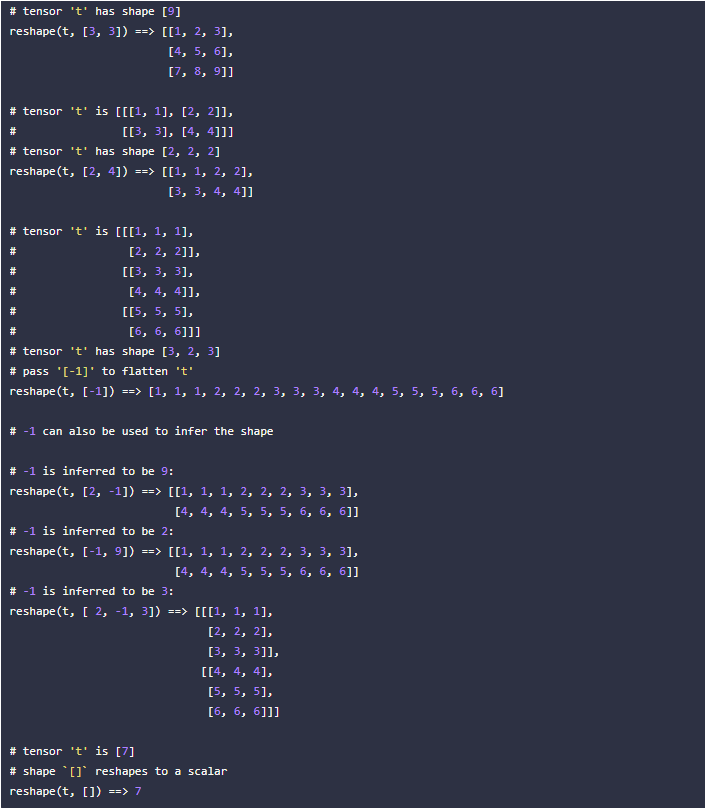 # tensor 't' has shape [9]
reshape(t, [3, 3]) ==> [[1, 2, 3],
                        [4, 5, 6],
                        [7, 8, 9]]

# tensor 't' is [[[1, 1], [2, 2]],
#                [[3, 3], [4, 4]]]
# tensor 't' has shape [2, 2, 2]
reshape(t, [2, 4]) ==> [[1, 1, 2, 2],
                        [3, 3, 4, 4]]

# tensor 't' is [[[1, 1, 1],
#                 [2, 2, 2]],
#                [[3, 3, 3],
#                 [4, 4, 4]],
#                [[5, 5, 5],
#                 [6, 6, 6]]]
# tensor 't' has shape [3, 2, 3]
# pass '[-1]' to flatten 't'
reshape(t, [-1]) ==> [1, 1, 1, 2, 2, 2, 3, 3, 3, 4, 4, 4, 5, 5, 5, 6, 6, 6]

# -1 can also be used to infer the shape

# -1 is inferred to be 9:
reshape(t, [2, -1]) ==> [[1, 1, 1, 2, 2, 2, 3, 3, 3],
                         [4, 4, 4, 5, 5, 5, 6, 6, 6]]
# -1 is inferred to be 2:
reshape(t, [-1, 9]) ==> [[1, 1, 1, 2, 2, 2, 3, 3, 3],
                         [4, 4, 4, 5, 5, 5, 6, 6, 6]]
# -1 is inferred to be 3:
reshape(t, [ 2, -1, 3]) ==> [[[1, 1, 1],
                              [2, 2, 2],
                              [3, 3, 3]],
                             [[4, 4, 4],
                              [5, 5, 5],
                              [6, 6, 6]]]

# tensor 't' is [7]
# shape `[]` reshapes to a scalar
reshape(t, []) ==> 7